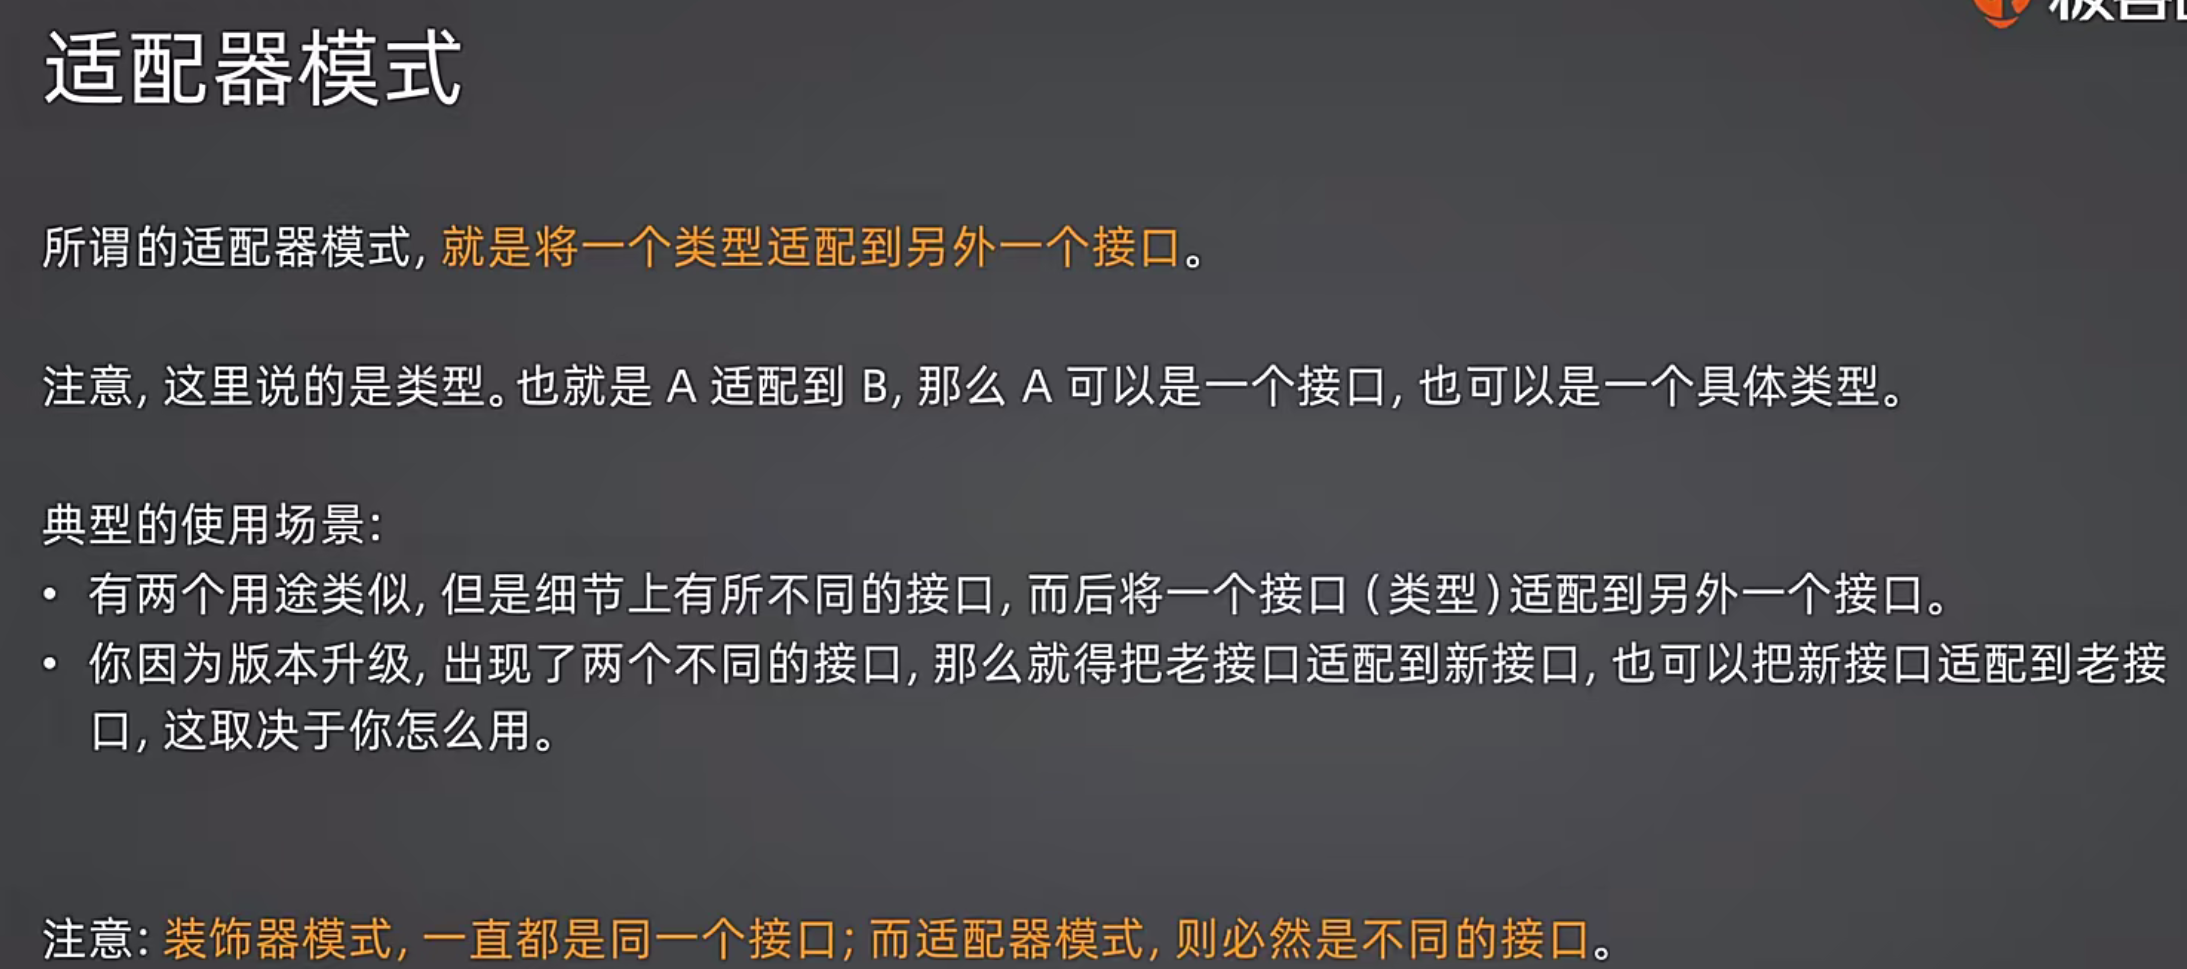 适配器模式
所谓的适配器模式, 就是将一个类型适配到另外一个接口。
注意, 这里说的是类型。也就是 A 适配到 B, 那么 A 可以是一个接口, 也可以是一个具体类型。
典型的使用场景:
• 有两个用途类似, 但是细节上有所不同的接口, 而后将一个接口 (类型) 适配到另外一个接口。
• 你因为版本升级, 出现了两个不同的接口, 那么就得把老接口适配到新接口, 也可以把新接口适配到老接
口, 这取决于你怎么用。
注意: 装饰器模式, 一直都是同一个接口; 而适配器模式, 则必然是不同的接口。